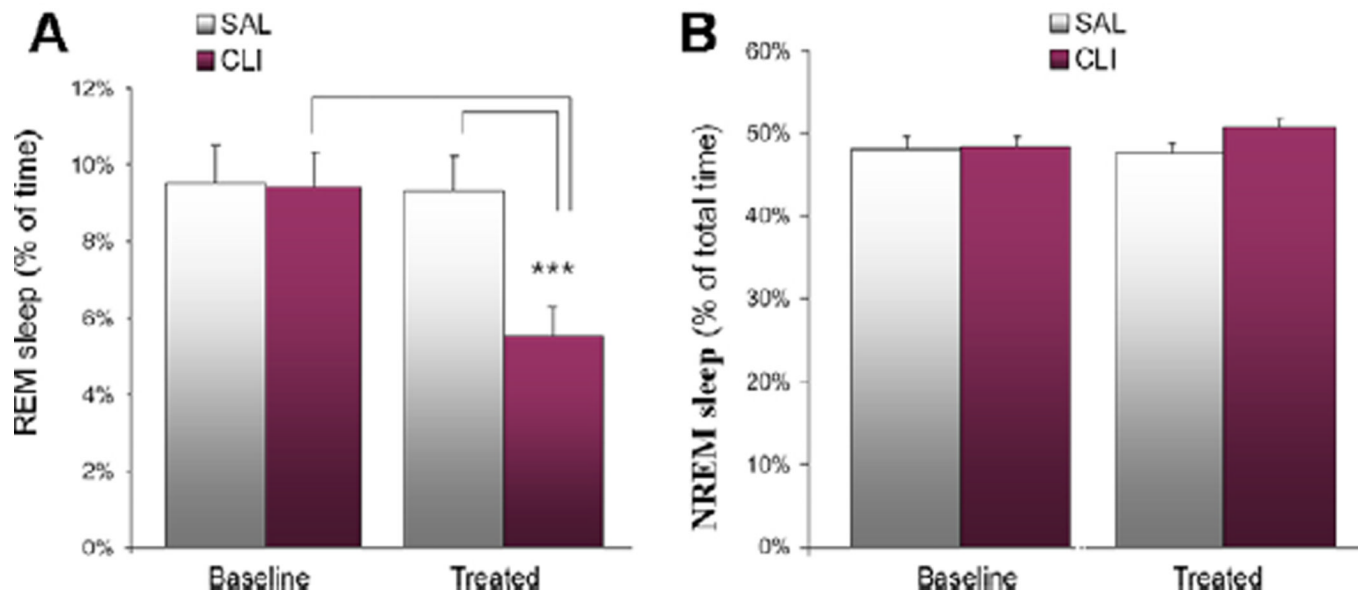 A
SAL
CLI
REM sleep (% of time)
12%
10%
8%
6%
4%
2%
0%
***
Baseline
Treated
B
SAL
CLI
NREM sleep (% of total time)
60%
50%
40%
30%
20%
10%
0%
Baseline
Treated